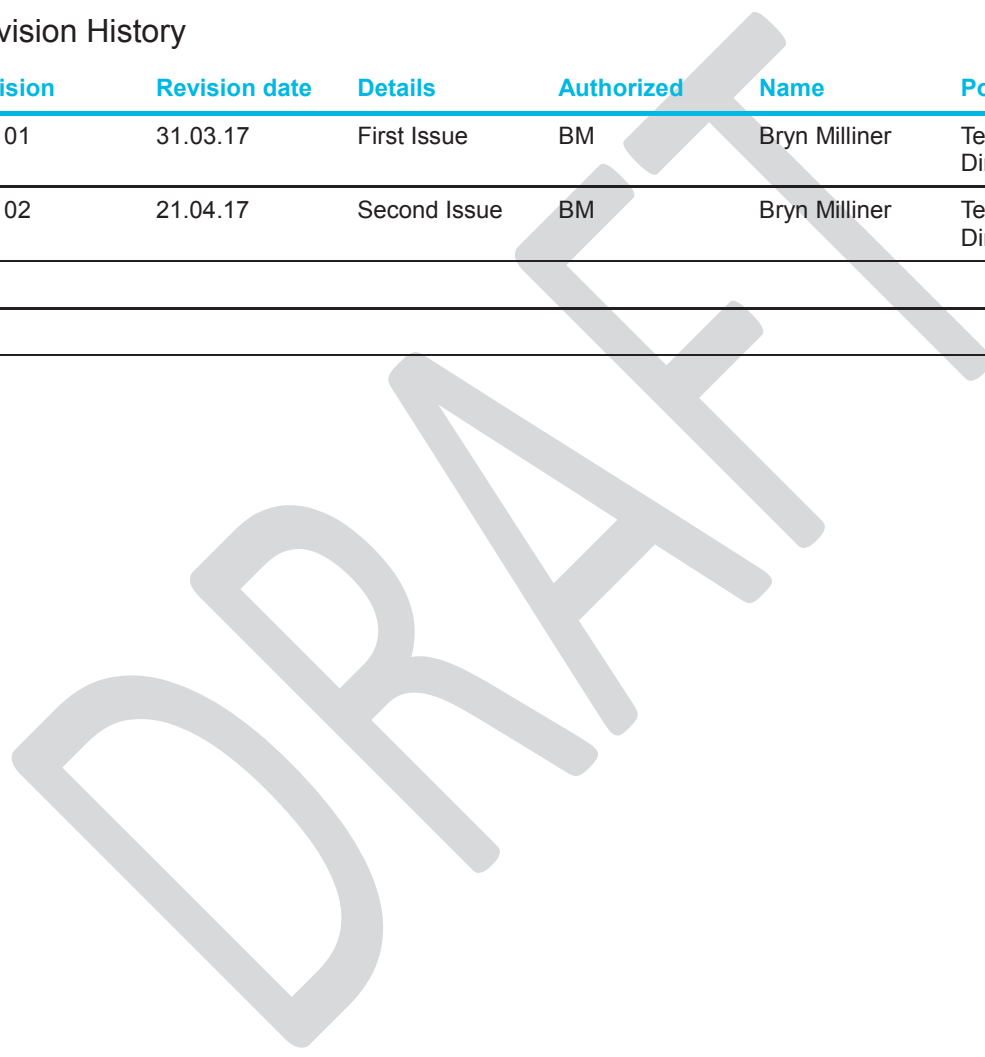 vision History
ision Revision date Details Authorized Name Po
01 31.03.17 First Issue BM Bryn Milliner Te
Di
02 21.04.17 Second Issue BM Bryn Milliner Te
Di
DRAFT